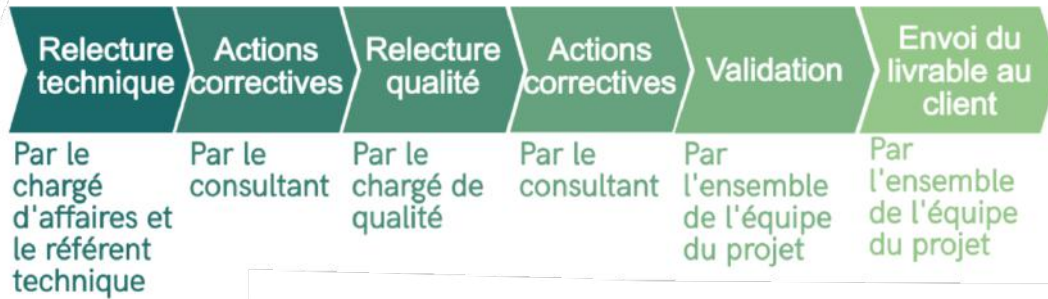 Relecture
technique
Actions
correctives
Relecture
qualité
Actions
correctives
Validation
Envoi du
livrable au
client
Par le
chargé
d'affaires et
le référent
technique
Par le
consultant
Par le
chargé de
qualité
Par le
consultant
Par
l'ensemble
de l'équipe
du projet
Par
l'ensemble
de l'équipe
du projet